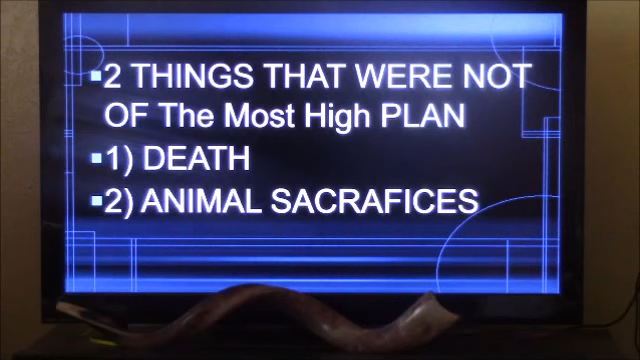 ▪2 THINGS THAT WERE NOT
OF The Most High PLAN
▪1) DEATH
▪2) ANIMAL SACRAFICES